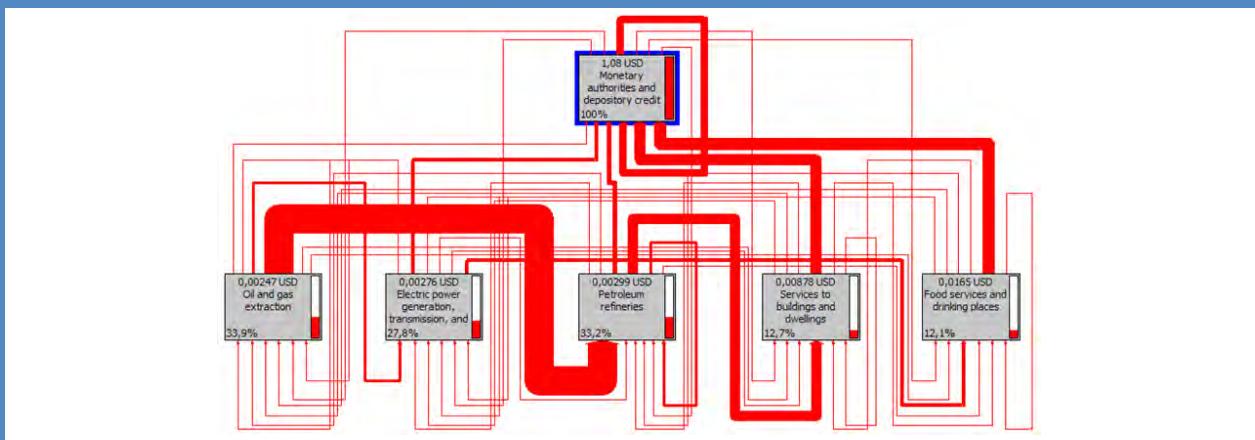 1,08 USD
Monetary
authorities and
depository credit
100%
0,00247 USD
Oil and gas
extraction
33,9%
0,00276 USD
Electric power
generation,
transmission, and
27,8%
0,00299 USD
Petroleum
refineries
33,2%
0,00878 USD
Services to
buildings and
dwellings
12,7%
0,0165 USD
Food services and
drinking places
12,1%